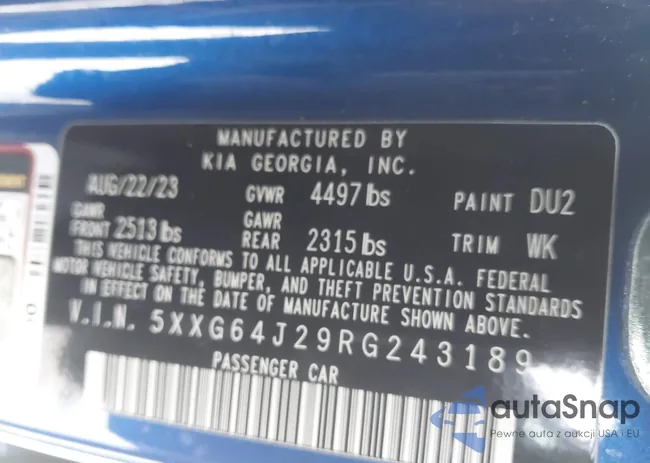 MANUFACTURED BY
KIA GEORGIA, INC.
AUG/22/23 GVWR 4497 lbs PAINT DU2
GAWR FRONT 2513 lbs GAWR REAR 2315 lbs TRIM WK
THIS VEHICLE CONFORMS TO ALL APPLICABLE U.S.A. FEDERAL
MOTOR VEHICLE SAFETY, BUMPER, AND THEFT PREVENTION STANDARDS
IN EFFECT ON THE DATE OF MANUFACTURE SHOWN ABOVE.
V.I.N. 5XXG64J29RG243189
PASSENGER CAR
autaSnap
Pewne auta z aukcji USA i EU